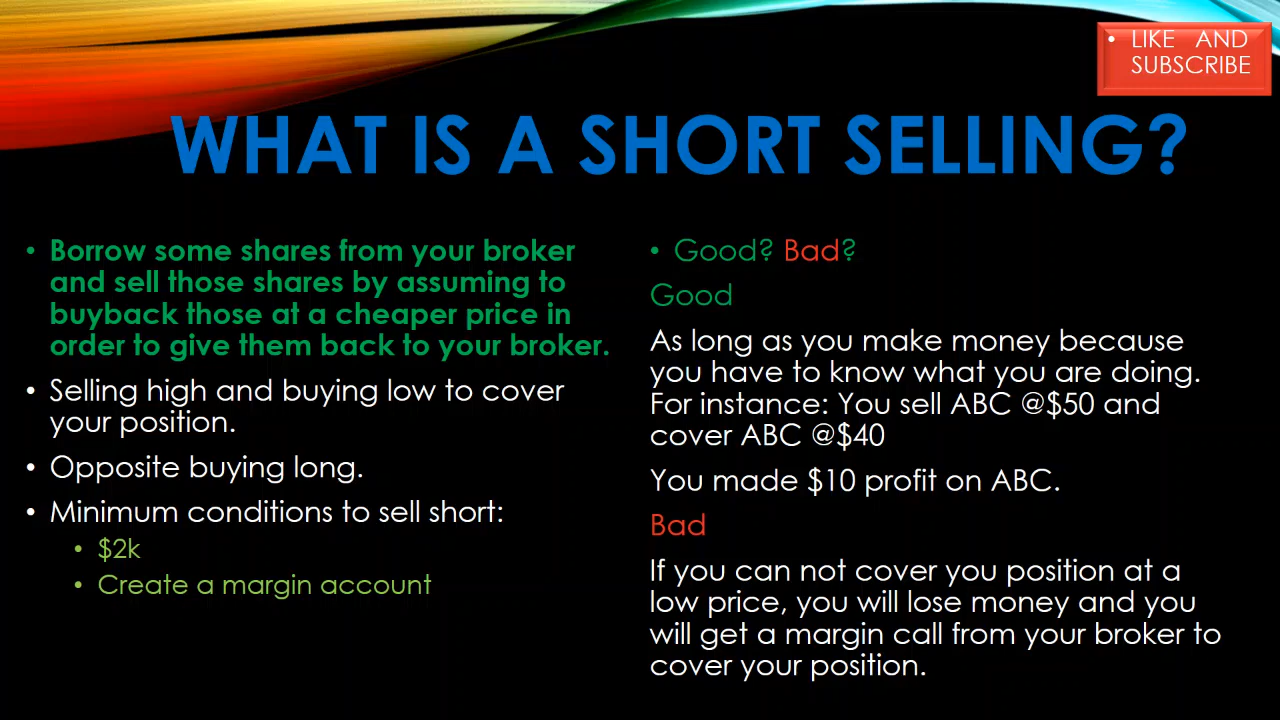 • LIKE AND
SUBSCRIBE
WHAT IS A SHORT SELLING?
• Borrow some shares from your broker
and sell those shares by assuming to
buyback those at a cheaper price in
order to give them back to your broker.
• Selling high and buying low to cover
your position.
• Opposite buying long.
• Minimum conditions to sell short:
• $2k
• Create a margin account
• Good? Bad?
Good
As long as you make money because
you have to know what you are doing.
For instance: You sell ABC @$50 and
cover ABC @$40
You made $10 profit on ABC.
Bad
If you can not cover you position at a
low price, you will lose money and you
will get a margin call from your broker to
cover your position.